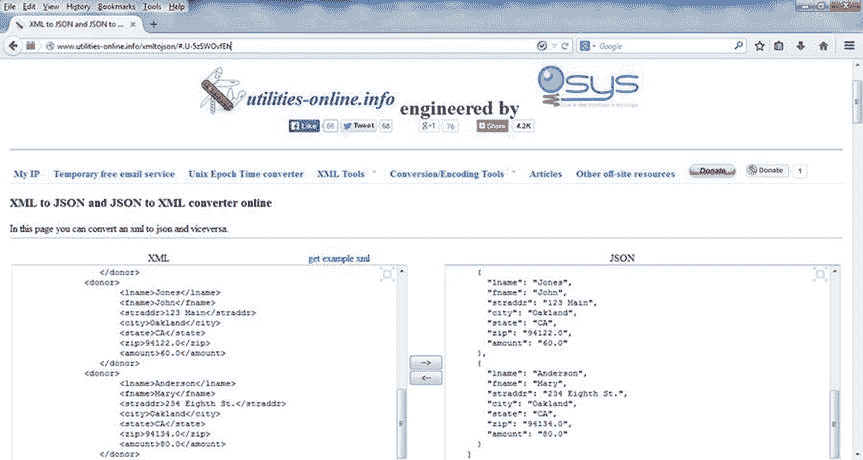 File Edit View History Bookmarks Tools Help
XML to JSON and JSON to ...
www.utilities-online.info/xmltojson/#.U-5zSWOvfEN
Google
utilities-online.info engineered by
sys
Like 86 Tweet 68 g+1 76 Share 4.2K
My IP Temporary free email service Unix Epoch Time converter XML Tools Conversion/Encoding Tools Articles Other off-site resources Donate Donate 1
XML to JSON and JSON to XML converter online
In this page you can convert an xml to json and viceversa.
XML get example xml
</donor>
<donor>
<lname>Jones</lname>
<fname>John</fname>
<straddr>123 Main</straddr>
<city>Oakland</city>
<state>CA</state>
<zip>94122.0</zip>
<amount>60.0</amount>
</donor>
<donor>
<lname>Anderson</lname>
<fname>Mary</fname>
<straddr>234 Eighth St.</straddr>
<city>Oakland</city>
<state>CA</state>
<zip>94134.0</zip>
<amount>80.0</amount>
</donor>
-->
<--
JSON
{
"lname": "Jones",
"fname": "John",
"straddr": "123 Main",
"city": "Oakland",
"state": "CA",
"zip": "94122.0",
"amount": "60.0"
},
{
"lname": "Anderson",
"fname": "Mary",
"straddr": "234 Eighth St.",
"city": "Oakland",
"state": "CA",
"zip": "94134.0",
"amount": "80.0"
}
]